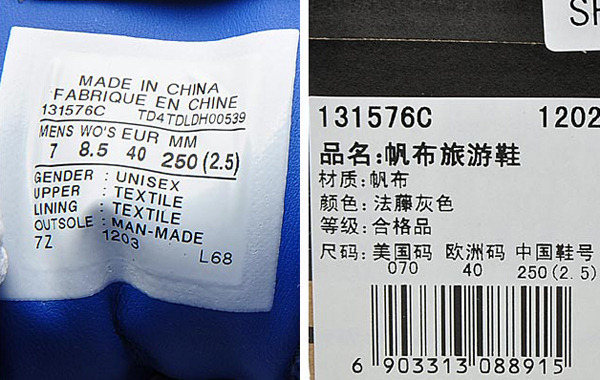 MADE IN CHINA
FABRIQUE EN CHINE
131576C TD4TDLDH00539
MENS WO'S EUR MM
7 8.5 40 250 (2.5)
GENDER : UNISEX
UPPER : TEXTILE
LINING : TEXTILE
OUTSOLE : MAN-MADE
7Z 1203 L68
131576C 1202
品名:帆布旅游鞋
材质:帆布
颜色:法藤灰色
等级:合格品
尺码: 美国码 欧洲码 中国鞋号
070 40 250(2.5)
6 903313 088915